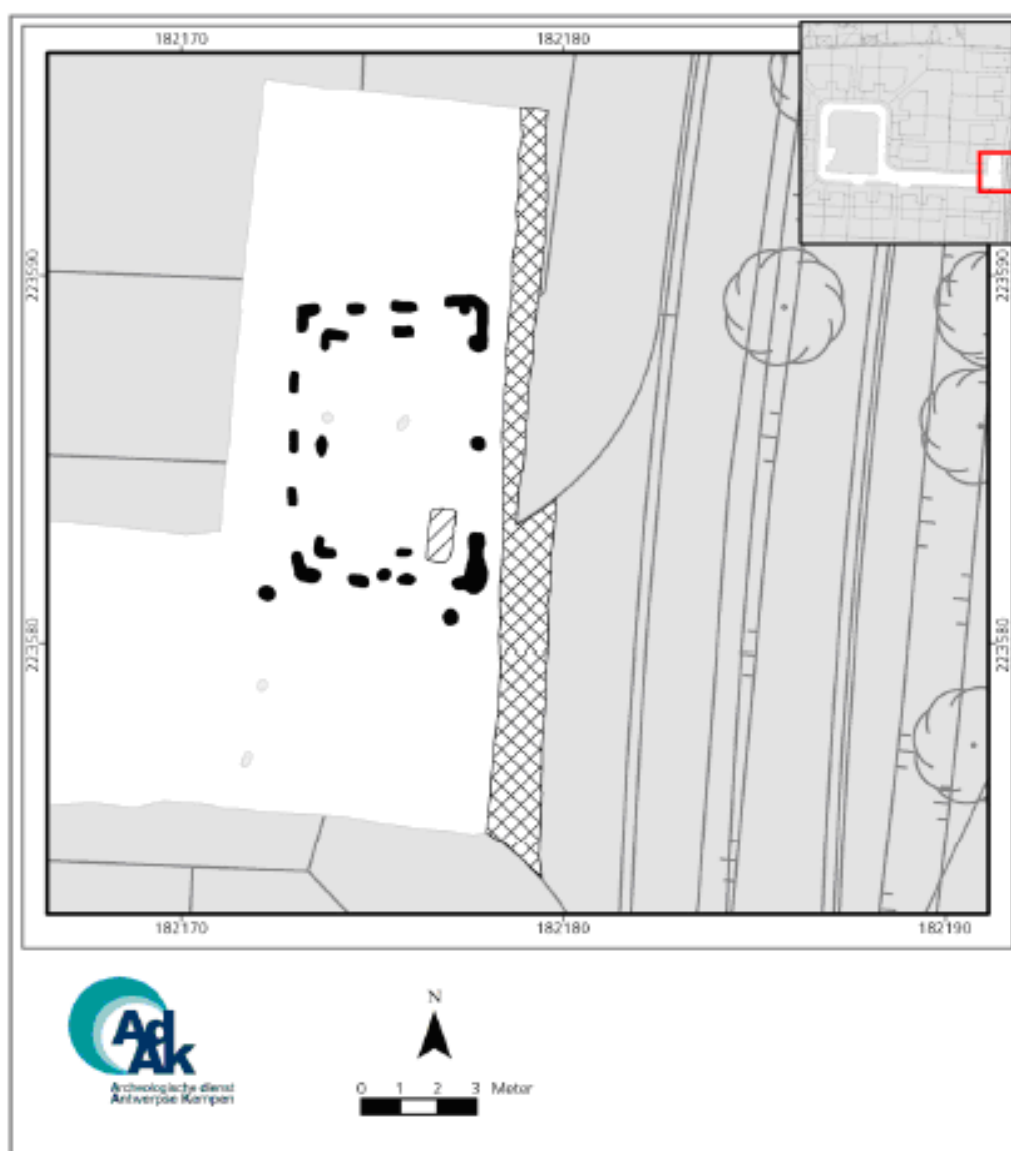 182170 182180
223590 223590
223580 223580
182170 182180 182190
AdAk
Archeologische dienst
Antwerpse Kempen
N
0 1 2 3 Meter